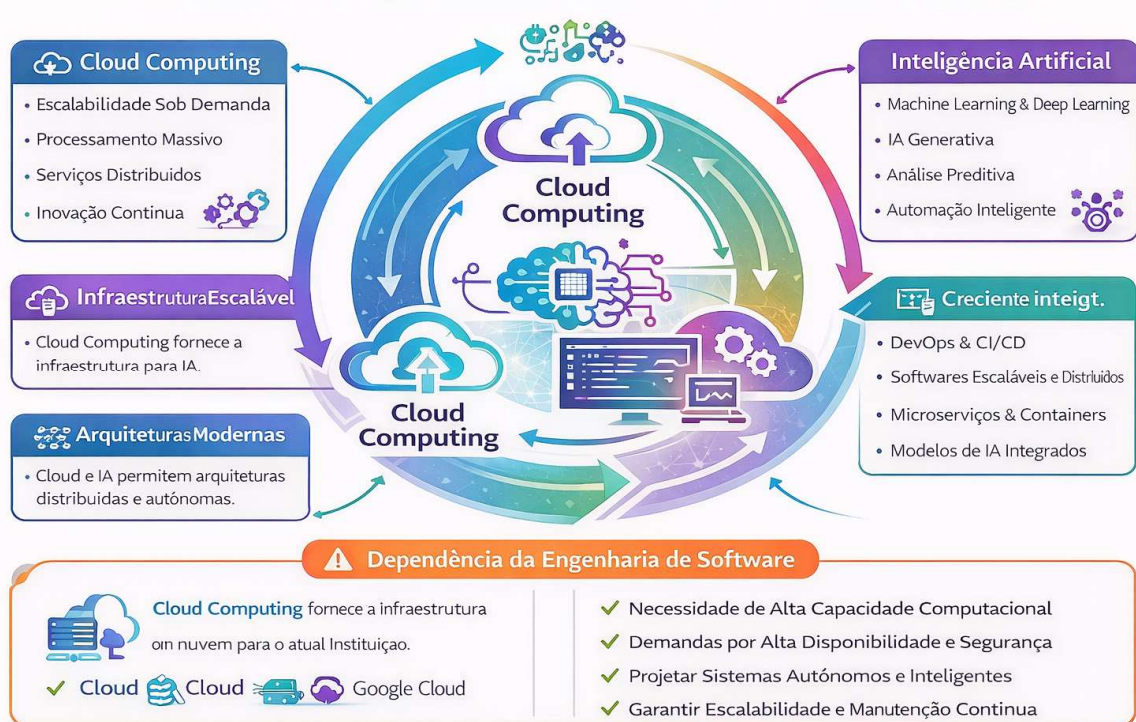 Cloud Computing
• Escalabilidade Sob Demanda
• Processamento Massivo
• Serviços Distribuidos
• Inovação Continua
InfraestruturaEscalável
• Cloud Computing fornece a
infraestrutura para IA.
ArquiteturasModernas
• Cloud e IA permitem arquiteturas
distribuidas e autónomas.
Cloud
Computing
Cloud
Computing
Inteligência Artificial
• Machine Learning & Deep Learning
• IA Generativa
• Análise Preditiva
• Automação Inteligente
Creciente inteigt.
• DevOps & CI/CD
• Softwares Escaláveis e Distrluidos
• Microserviços & Containers
• Modelos de IA Integrados
Dependència da Engenharia de Software
Cloud Computing fornece a infraestrutura
om nuvem para o atual Instituiçao.
✓ Cloud Cloud Google Cloud
✓ Necessidade de Alta Capacidade Computacional
✓ Demandas por Alta Disponibilidade e Segurança
✓ Projetar Sistemas Autónomos e Inteligentes
✓ Garantir Escalabilidade e Manutenção Continua